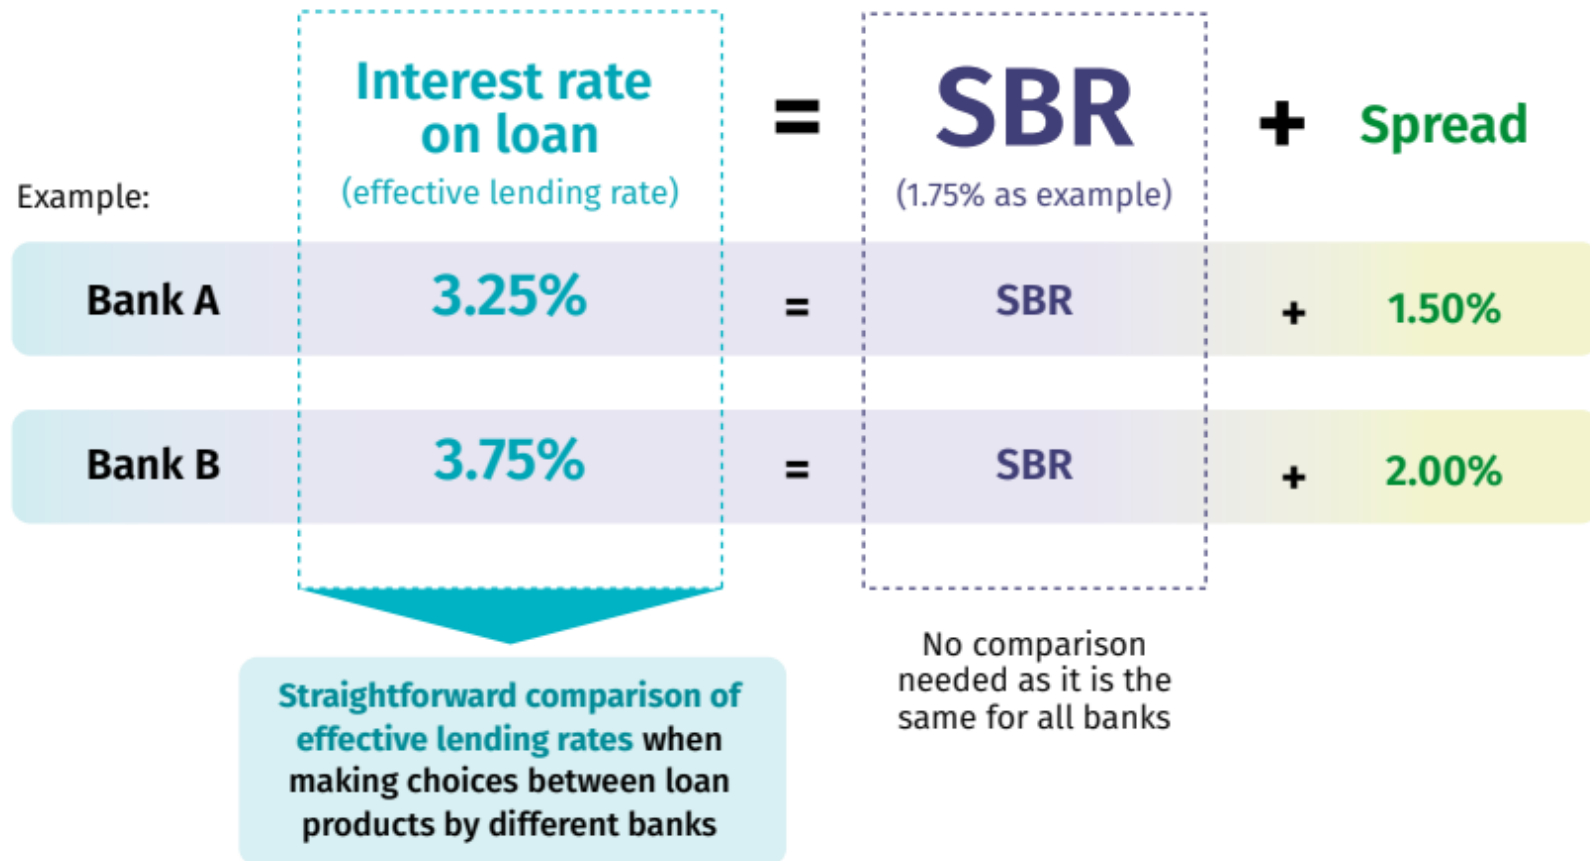 Interest rate
on loan
(effective lending rate)
=
SBR
(1.75% as example)
+
Spread
Example:
Bank A 3.25% = SBR + 1.50%
Bank B 3.75% = SBR + 2.00%
Straightforward comparison of
effective lending rates when
making choices between loan
products by different banks
No comparison
needed as it is the
same for all banks